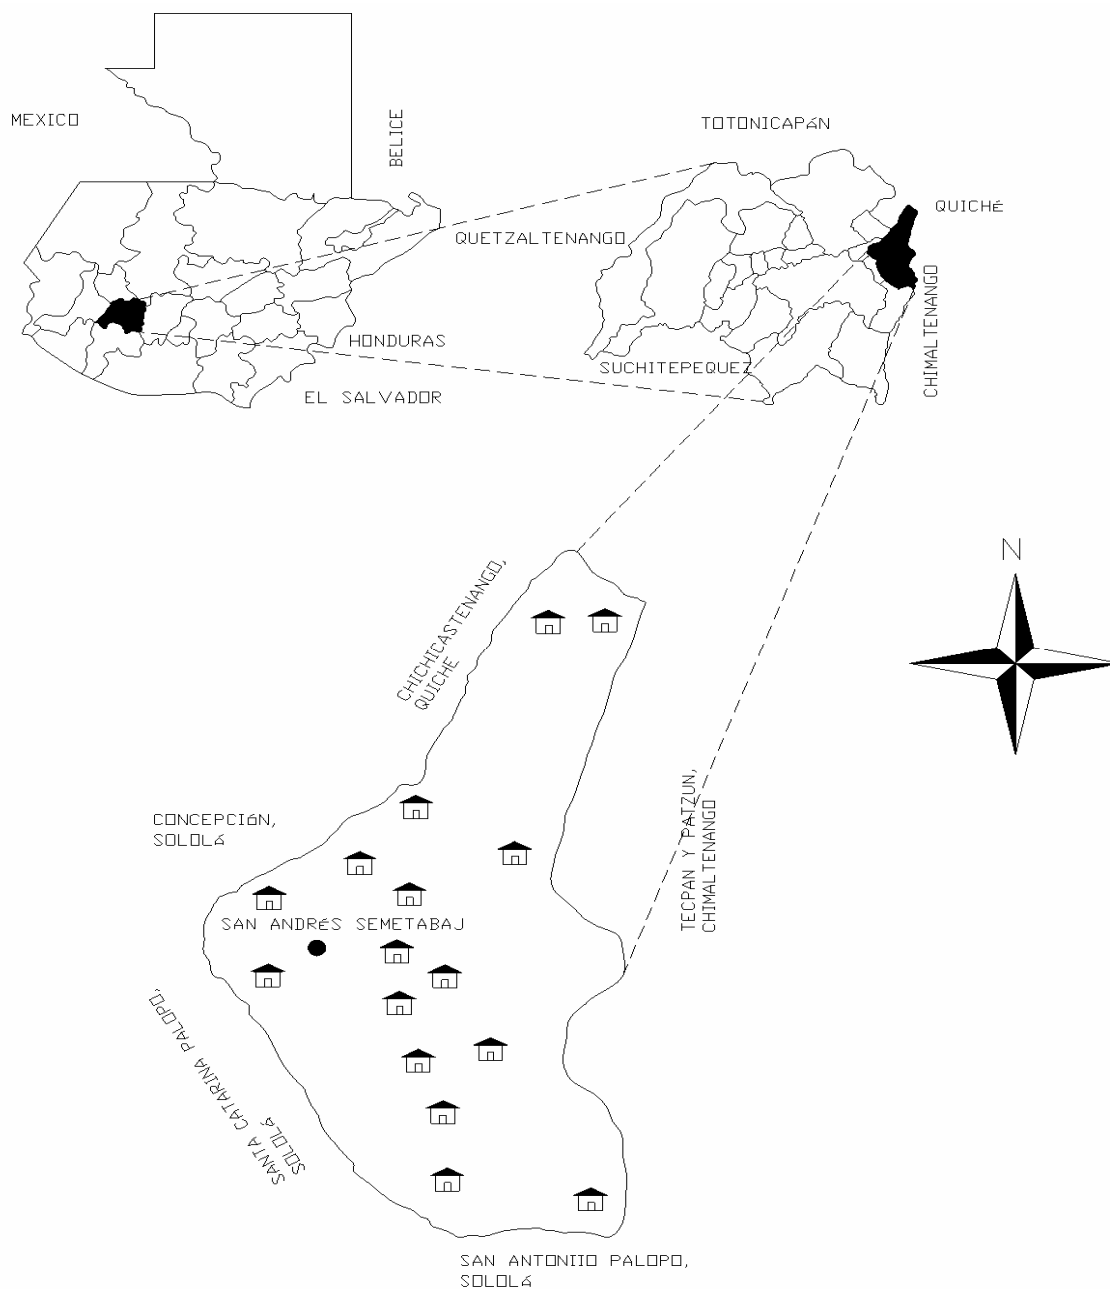 MEXICO
BELICE
TOTONICAPáN
QUICHé
QUETZALTENANGO
CHIMALTENANGO
HONDURAS
SUCHITEPEQUEZ
EL SALVADOR
N
CHICHICASTENANGO,
QUICHE
TECPAN Y PATZUN,
CHIMALTENANGO
CONCEPCIóN,
SOLOLá
SAN ANDRéS SEMETABAJ
SANTA CATARINA PALOPO,
SOLOLá
SAN ANTONIIO PALOPO,
SOLOLá